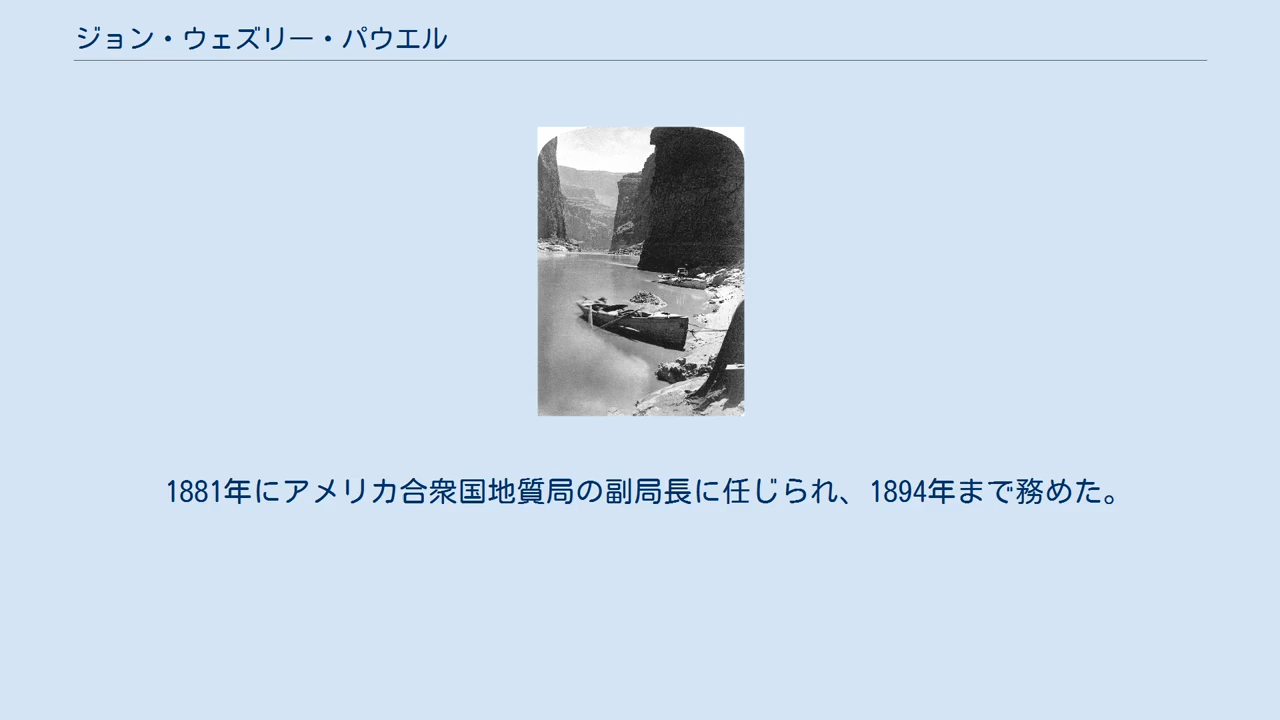 ジョン・ウェズリー・パウエル
1881年にアメリカ合衆国地質局の副局長に任じられ、1894年まで務めた。